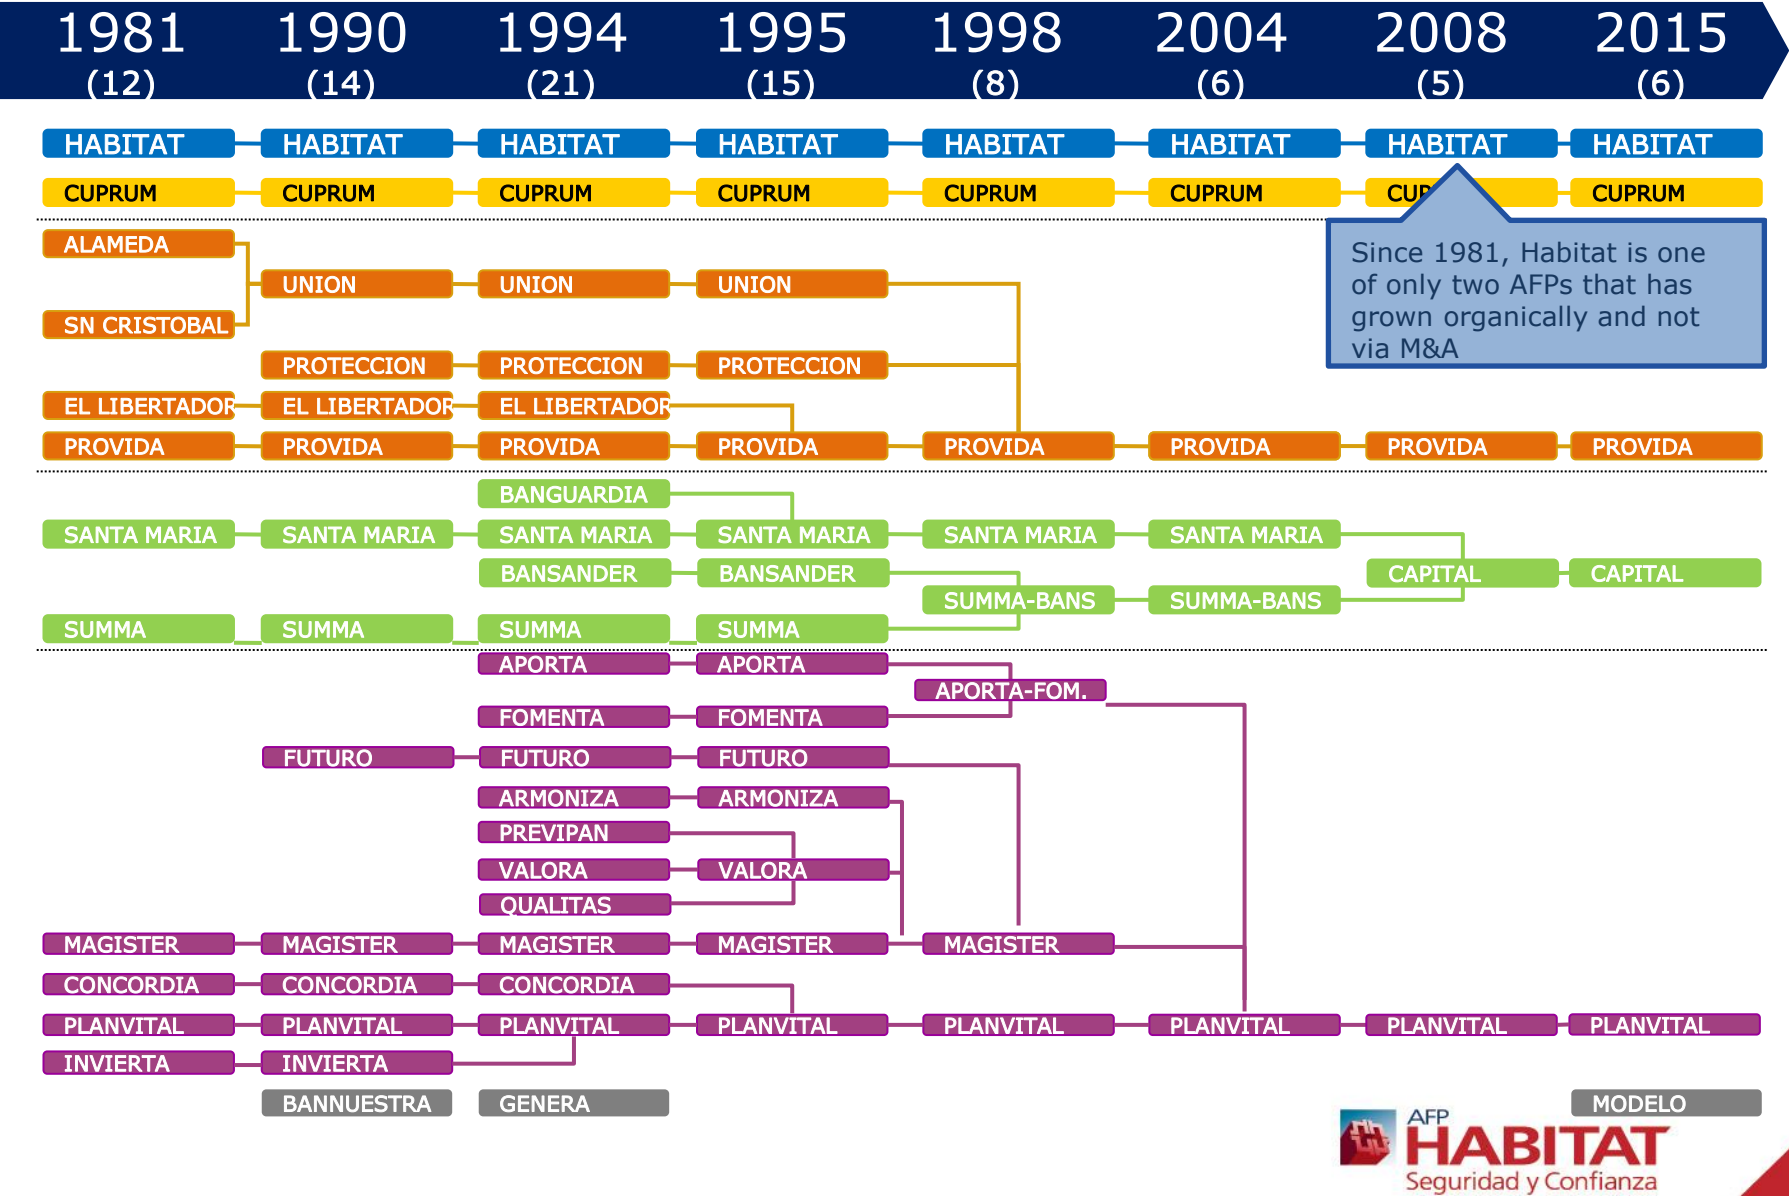 1981 1990 1994 1995 1998 2004 2008 2015
(12) (14) (21) (15) (8) (6) (5) (6)
HABITAT HABITAT HABITAT HABITAT HABITAT HABITAT HABITAT HABITAT
CUPRUM CUPRUM CUPRUM CUPRUM CUPRUM CUPRUM CUP CUPRUM
ALAMEDA
Since 1981, Habitat is one
of only two AFPs that has
grown organically and not
via M&A
UNION UNION UNION
SN CRISTOBAL
PROTECCION PROTECCION PROTECCION
EL LIBERTADOR EL LIBERTADOR EL LIBERTADOR
PROVIDA PROVIDA PROVIDA PROVIDA PROVIDA PROVIDA PROVIDA PROVIDA
BANGUARDIA
SANTA MARIA SANTA MARIA SANTA MARIA SANTA MARIA SANTA MARIA SANTA MARIA
BANSANDER BANSANDER CAPITAL CAPITAL
SUMMA-BANS SUMMA-BANS
SUMMA SUMMA SUMMA SUMMA
APORTA APORTA
APORTA-FOM.
FOMENTA FOMENTA
FUTURO FUTURO FUTURO
ARMONIZA ARMONIZA
PREVIPAN
VALORA VALORA
QUALITAS
MAGISTER MAGISTER MAGISTER MAGISTER MAGISTER
CONCORDIA CONCORDIA CONCORDIA
PLANVITAL PLANVITAL PLANVITAL PLANVITAL PLANVITAL PLANVITAL PLANVITAL PLANVITAL
INVIERTA INVIERTA
BANNUESTRA GENERA MODELO
AFP
HABITAT
Seguridad y Confianza